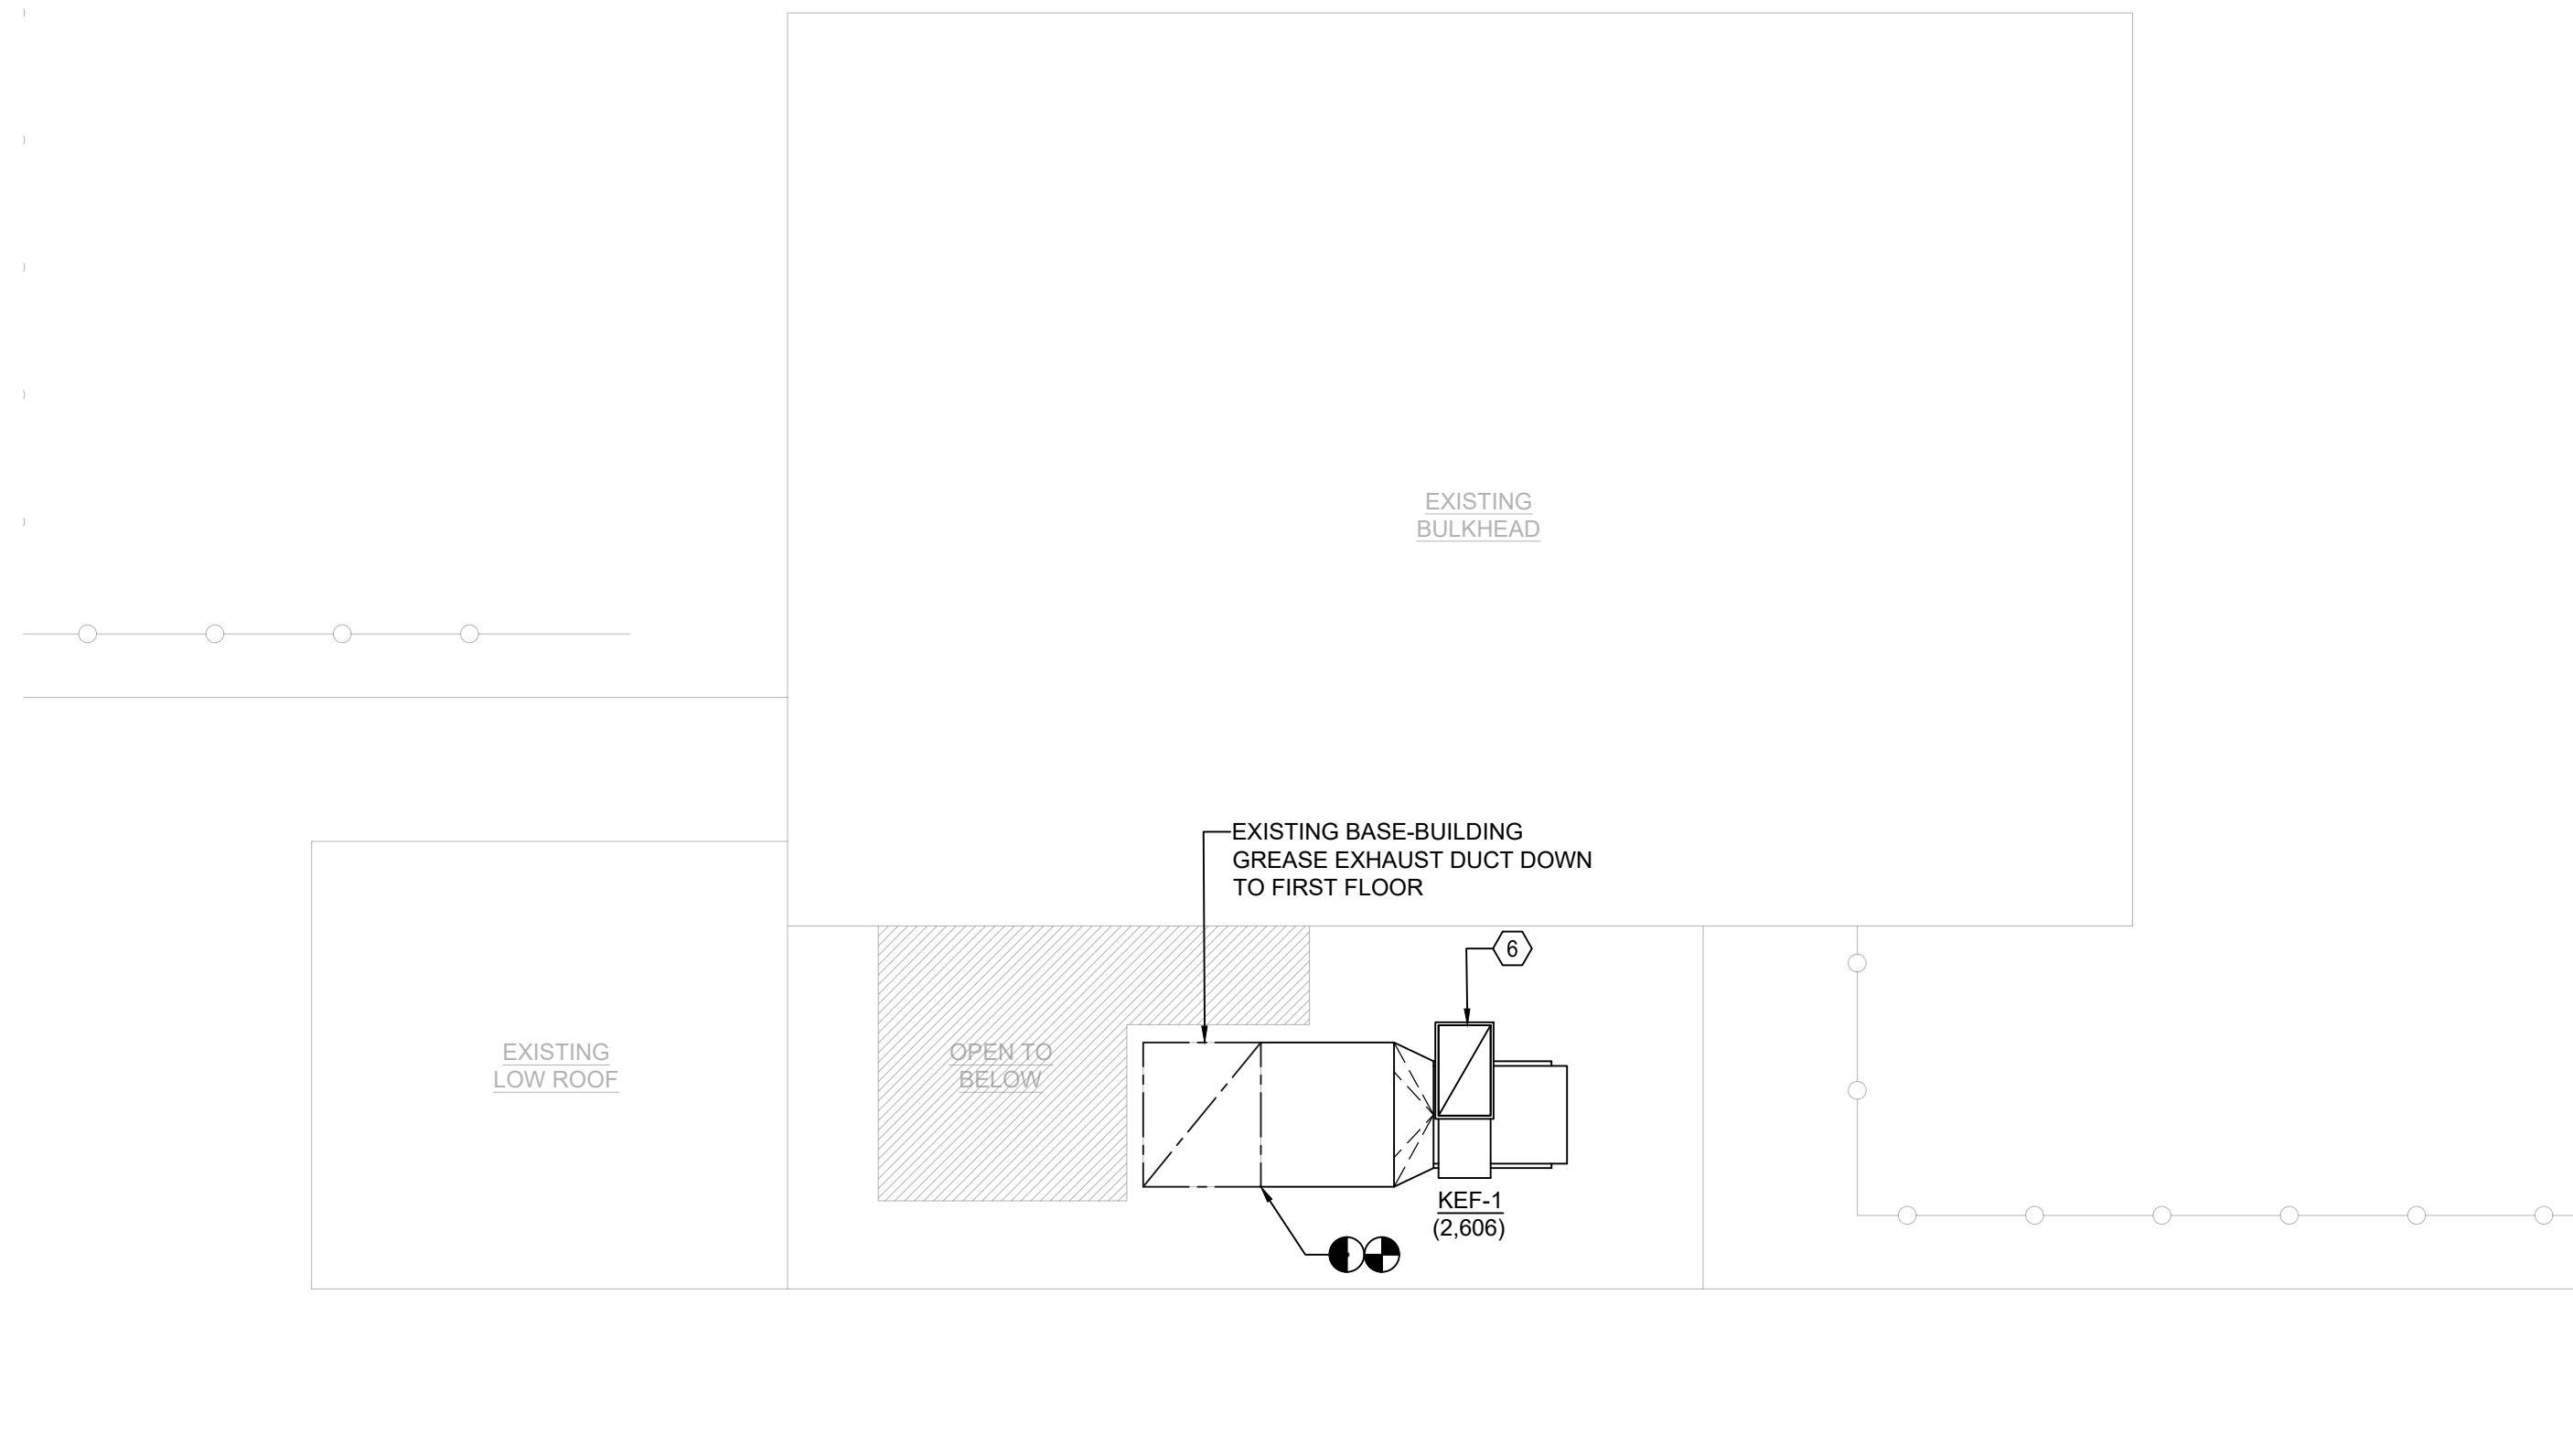 EXISTING
BULKHEAD
EXISTING BASE-BUILDING
GREASE EXHAUST DUCT DOWN
TO FIRST FLOOR
6
EXISTING
LOW ROOF
OPEN TO
BELOW
KEF-1
(2,606)